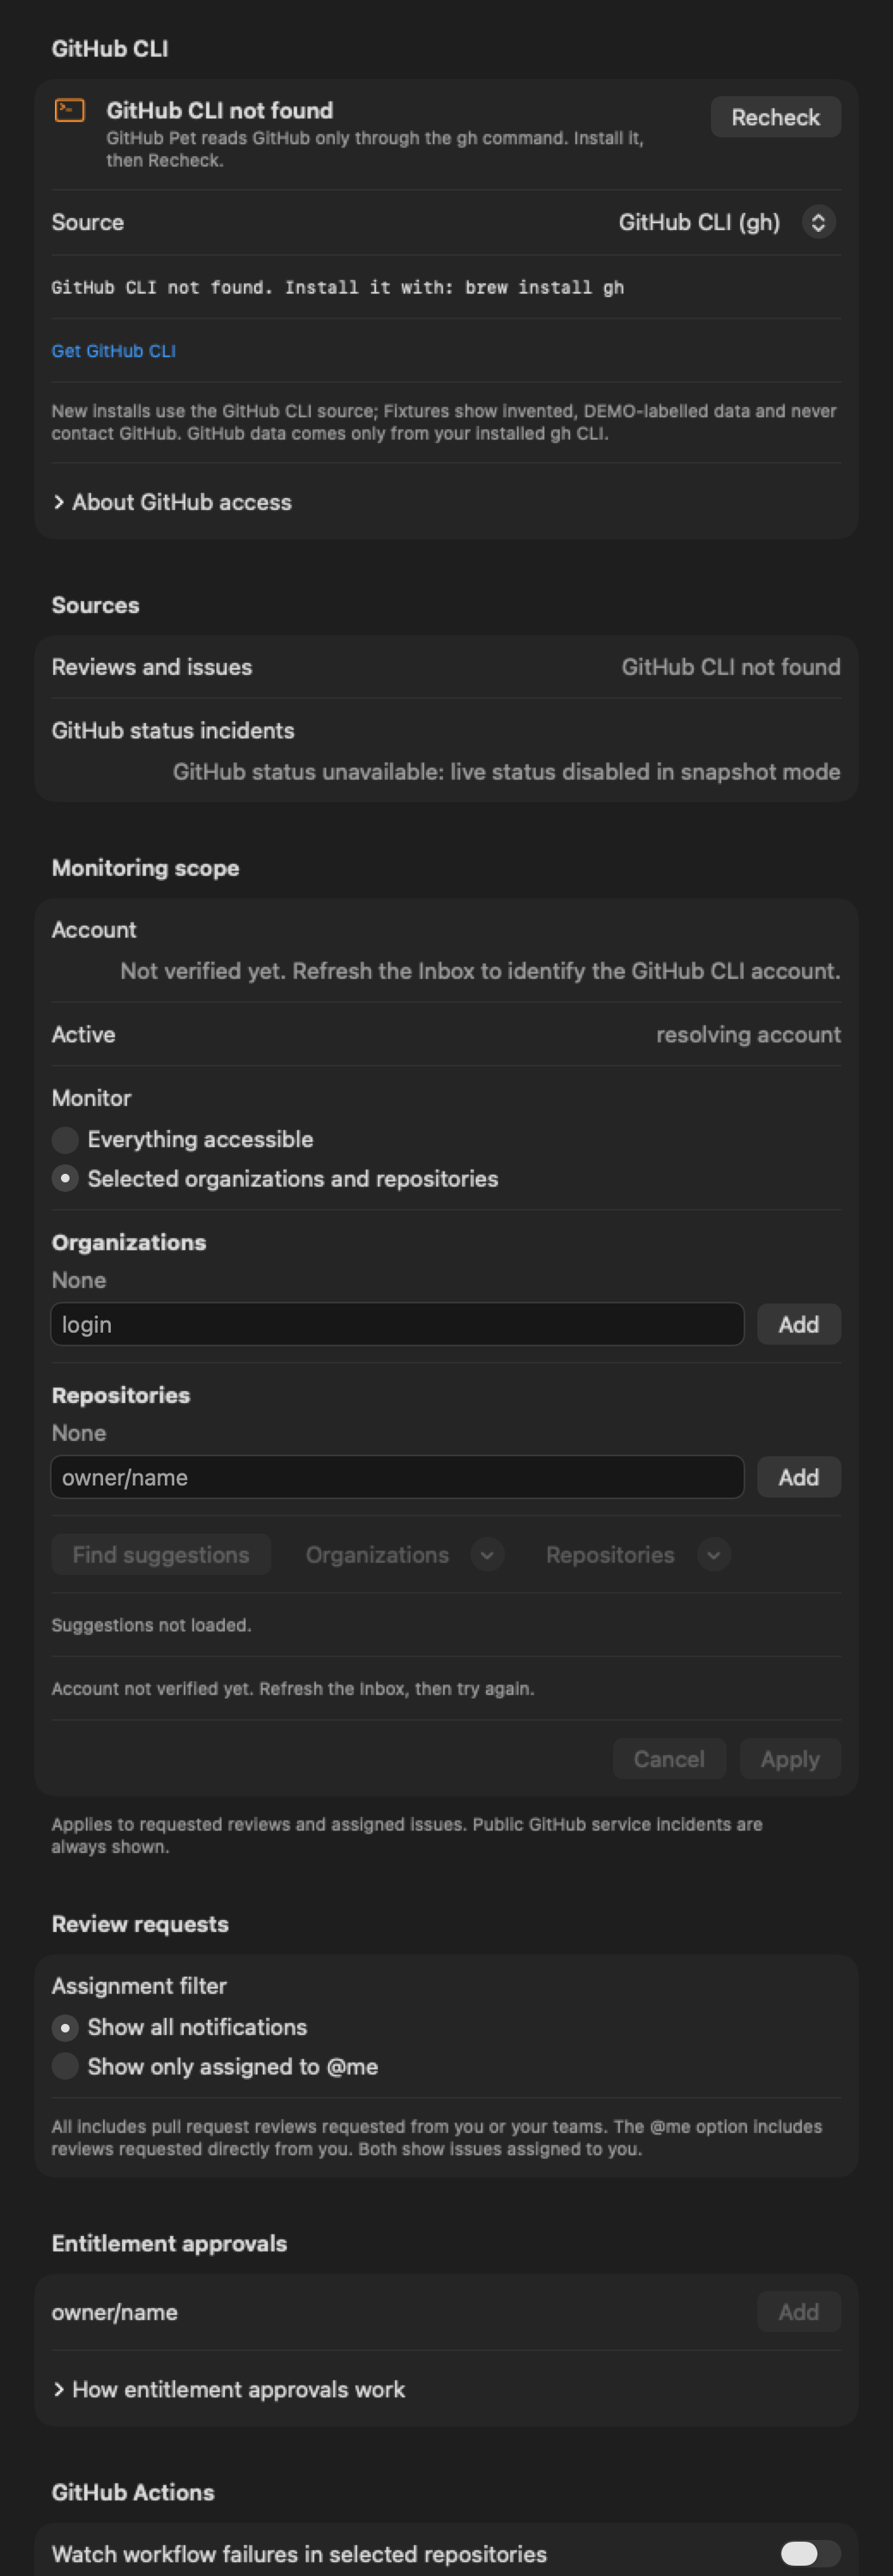 GitHub CLI
GitHub CLI not found
GitHub Pet reads GitHub only through the gh command. Install it,
then Recheck.
Recheck
Source
GitHub CLI (gh)
GitHub CLI not found. Install it with: brew install gh
Get GitHub CLI
New installs use the GitHub CLI source; Fixtures show invented, DEMO-labelled data and never
contact GitHub. GitHub data comes only from your installed gh CLI.
About GitHub access
Sources
Reviews and issues
GitHub CLI not found
GitHub status incidents
GitHub status unavailable: live status disabled in snapshot mode
Monitoring scope
Account
Not verified yet. Refresh the Inbox to identify the GitHub CLI account.
Active
resolving account
Monitor
Everything accessible
Selected organizations and repositories
Organizations
None
login
Add
Repositories
None
owner/name
Add
Find suggestions
Organizations
Repositories
Suggestions not loaded.
Account not verified yet. Refresh the Inbox, then try again.
Cancel
Apply
Applies to requested reviews and assigned issues. Public GitHub service incidents are
always shown.
Review requests
Assignment filter
Show all notifications
Show only assigned to @me
All includes pull request reviews requested from you or your teams. The @me option includes
reviews requested directly from you. Both show issues assigned to you.
Entitlement approvals
owner/name
Add
How entitlement approvals work
GitHub Actions
Watch workflow failures in selected repositories